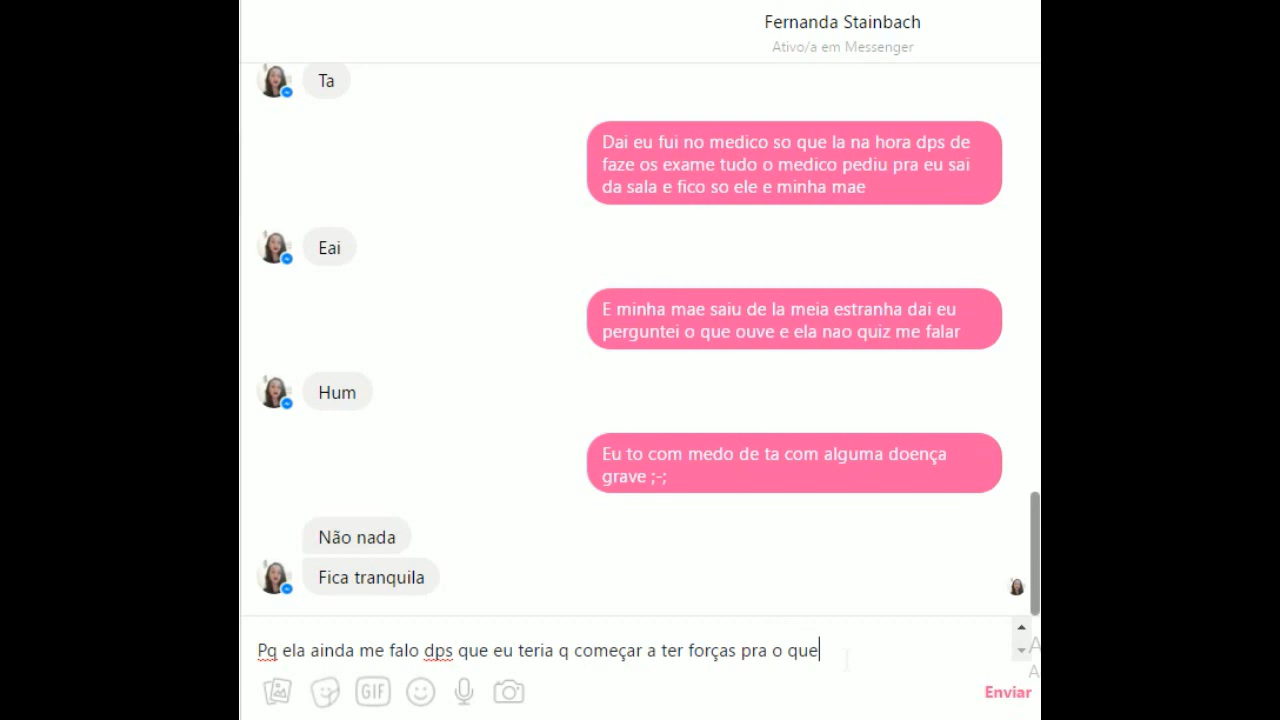 Fernanda Stainbach
Ativo/a em Messenger
Ta
Dai eu fui no medico so que la na hora dps de
faze os exame tudo o medico pediu pra eu sai
da sala e fico so ele e minha mae
Eai
E minha mae saiu de la meia estranha dai eu
perguntei o que ouve e ela nao quiz me falar
Hum
Eu to com medo de ta com alguma doença
grave ;-;
Não nada
Fica tranquila
Pq ela ainda me falo dps que eu teria q começar a ter forças pra o que
A
A
GIF
Enviar